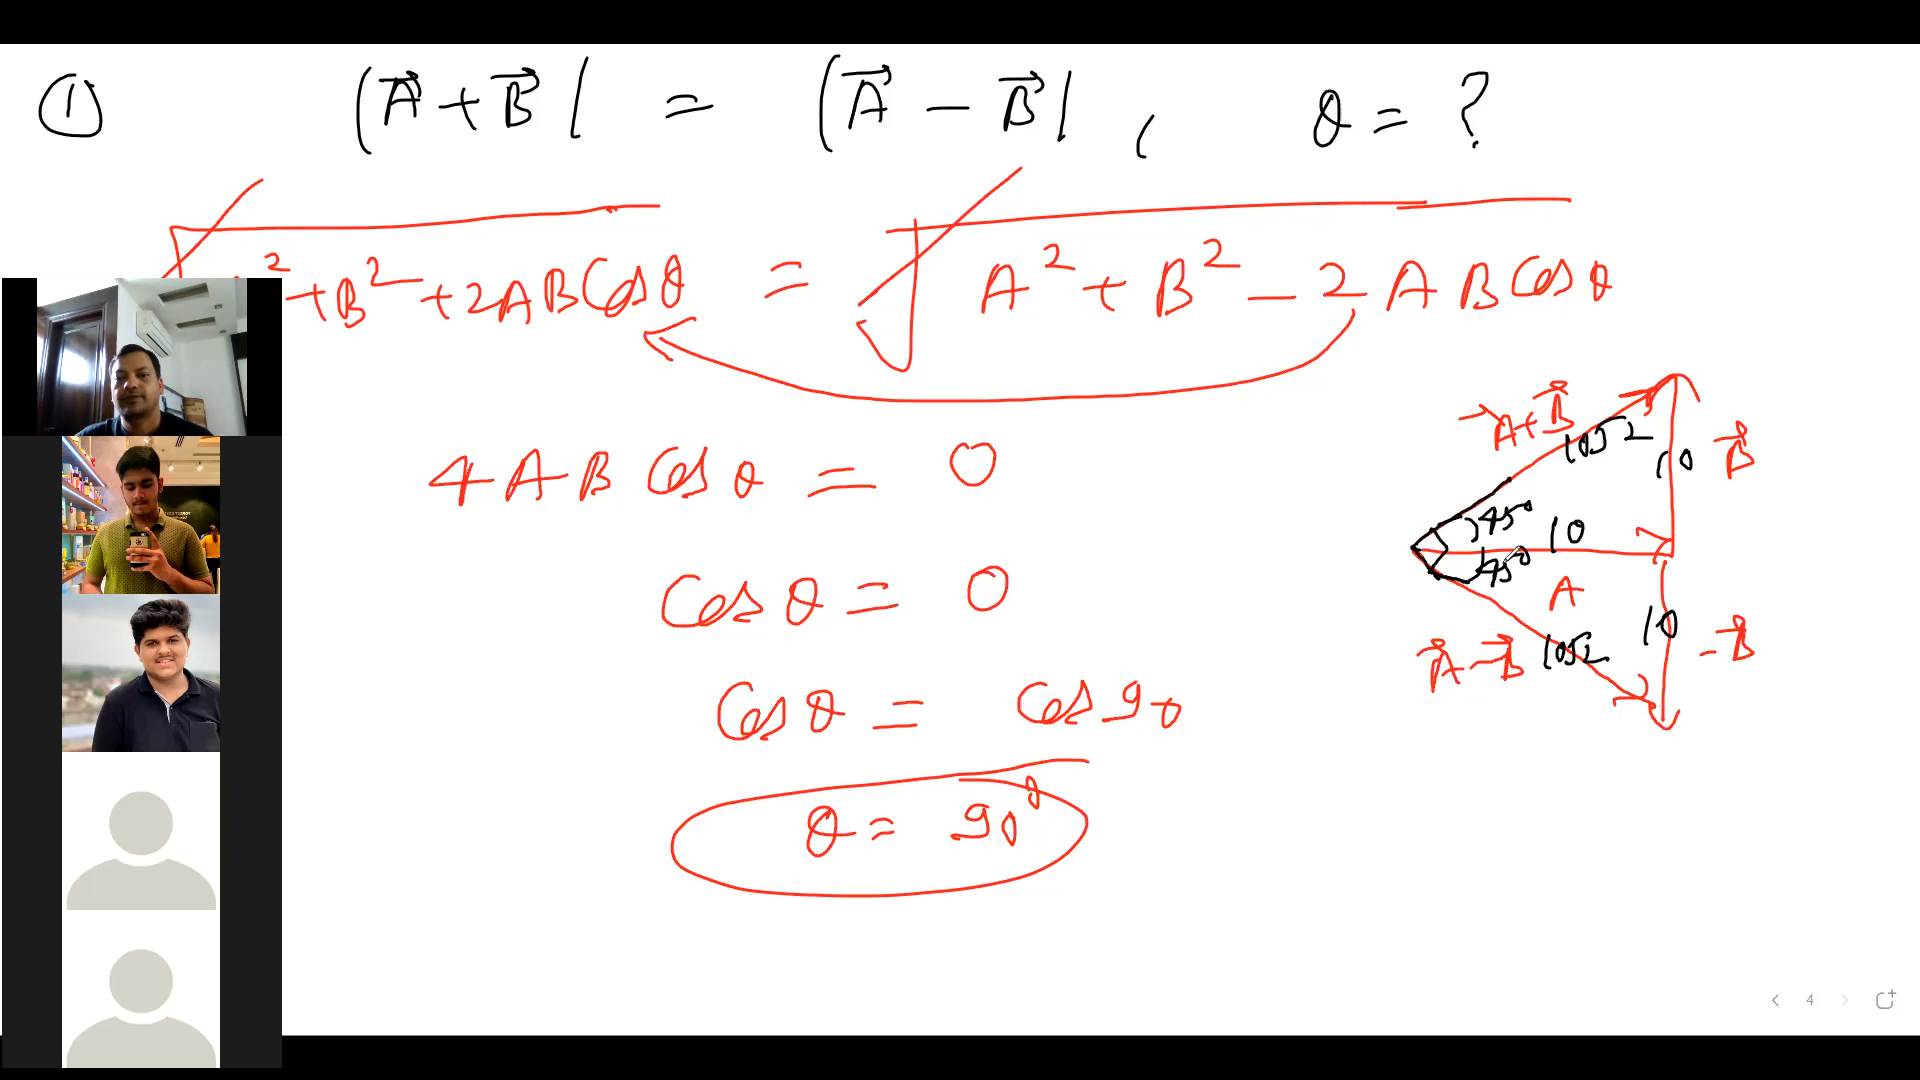 ① |A⃗ + B⃗| = |A⃗ - B⃗|, θ = ?
² + B² + 2ABCosθ = √A² + B² - 2ABCosθ
4ABCosθ = 0
Cosθ = 0
Cosθ = Cos90
θ = 90°
A⃗+B⃗
10√2
10
B⃗
45°
10
45°
A
10
-B⃗
A⃗-B⃗
10√2
4